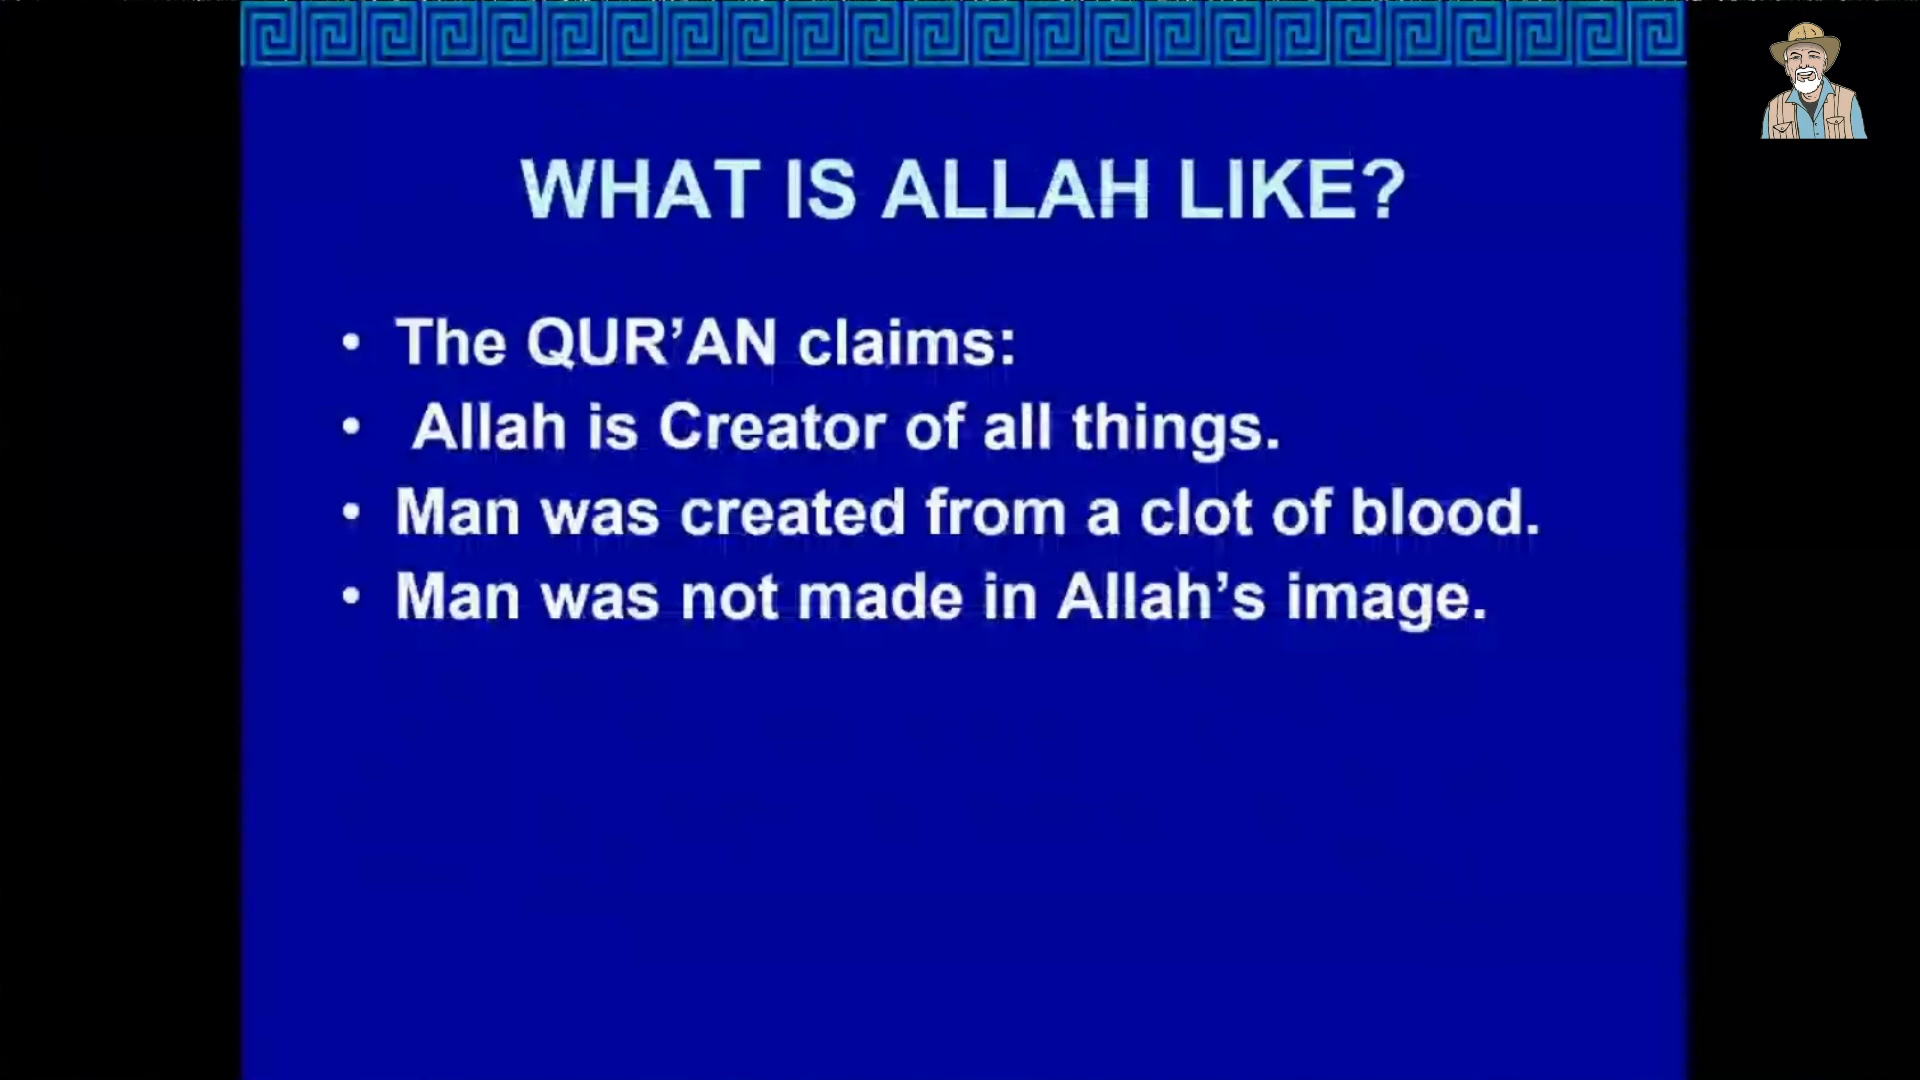 WHAT IS ALLAH LIKE?
• The QUR’AN claims:
• Allah is Creator of all things.
• Man was created from a clot of blood.
• Man was not made in Allah’s image.